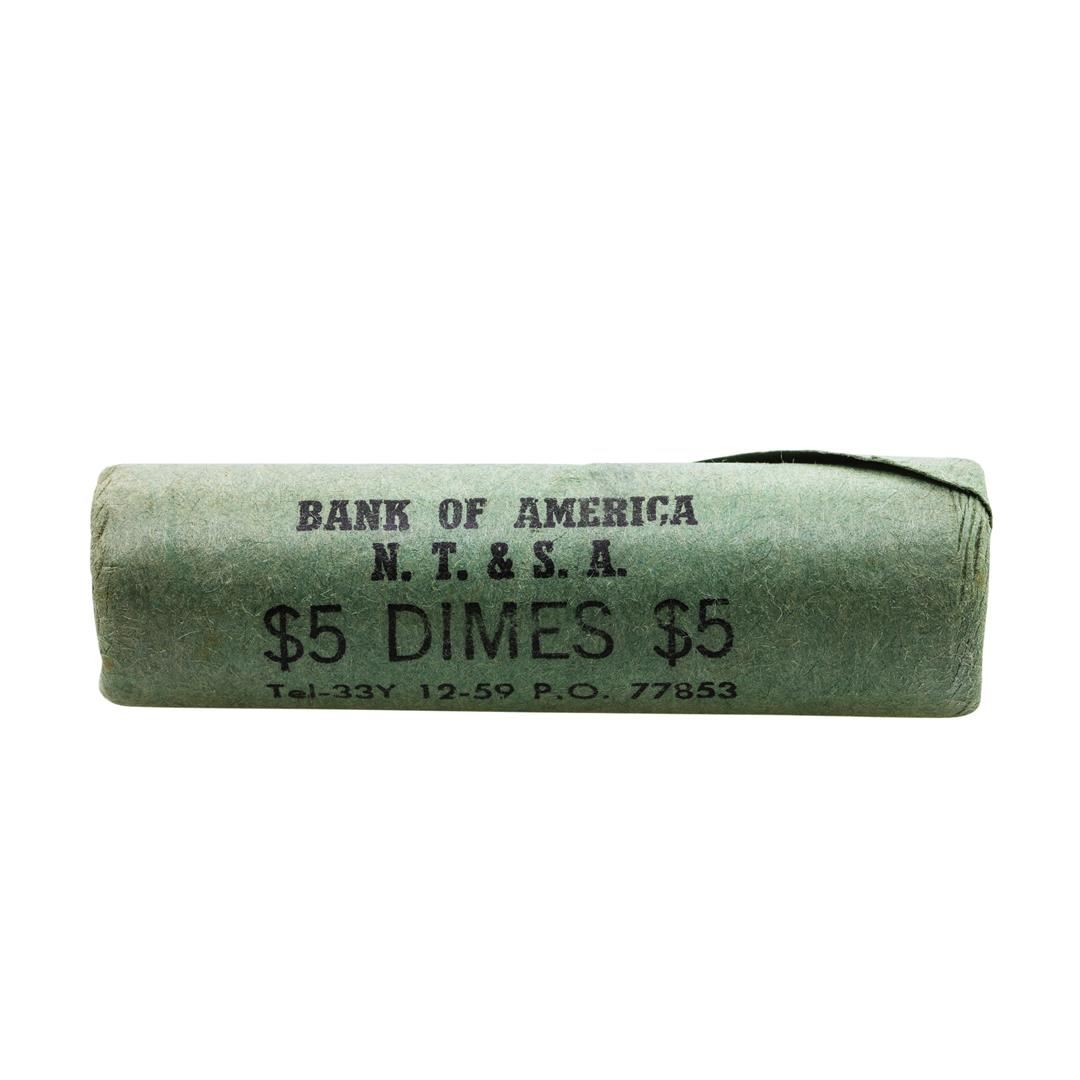 BANK OF AMERICA
N. T. & S. A.
$5 DIMES $5
Tel-33Y 12-59 P.O. 77853